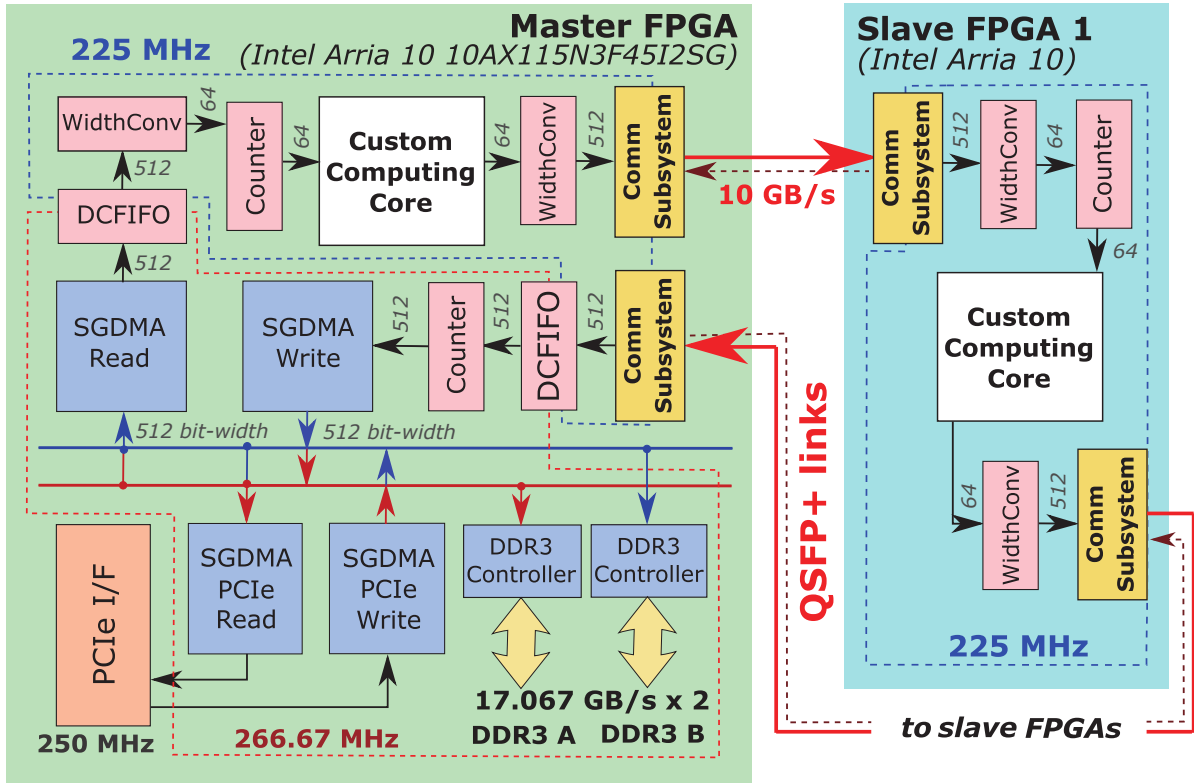 Master FPGA
(Intel Arria 10 10AX115N3F45I2SG)
225 MHz
WidthConv
64
Counter
64
Custom
Computing
Core
64
WidthConv
512
Comm
Subsystem
512
DCFIFO
512
SGDMA
Read
SGDMA
Write
512
Counter
512
DCFIFO
512
Comm
Subsystem
512 bit-width
512 bit-width
SGDMA
PCIe
Read
SGDMA
PCIe
Write
DDR3
Controller
DDR3
Controller
PCIe I/F
250 MHz
266.67 MHz
17.067 GB/s x 2
DDR3 A
DDR3 B
10 GB/s
QSFP+ links
Slave FPGA 1
(Intel Arria 10)
Comm
Subsystem
512
WidthConv
64
Counter
64
Custom
Computing
Core
64
WidthConv
512
Comm
Subsystem
225 MHz
to slave FPGAs